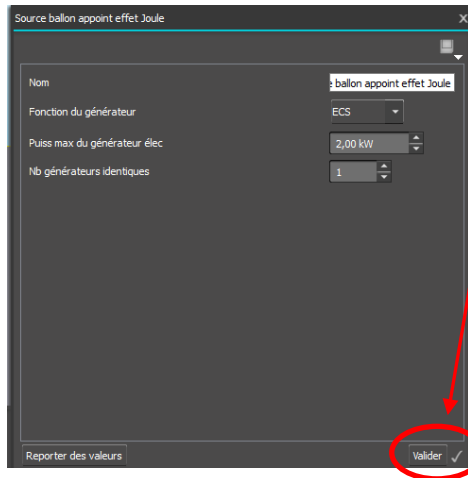 Source ballon appoint effet Joule x
Nom ballon appoint effet Joule
Fonction du générateur ECS
Puiss max du générateur élec 2,00 kW
Nb générateurs identiques 1
Reporter des valeurs Valider